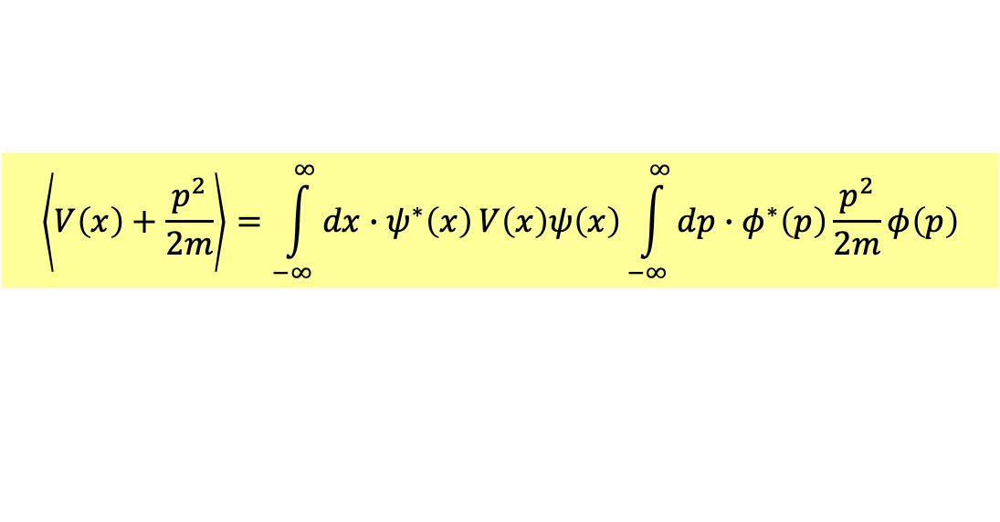 ⟨V(x) + p²/2m⟩ = ∫_{−∞}^{∞} dx · ψ*(x) V(x)ψ(x) ∫_{−∞}^{∞} dp · ϕ*(p) p²/2m ϕ(p)